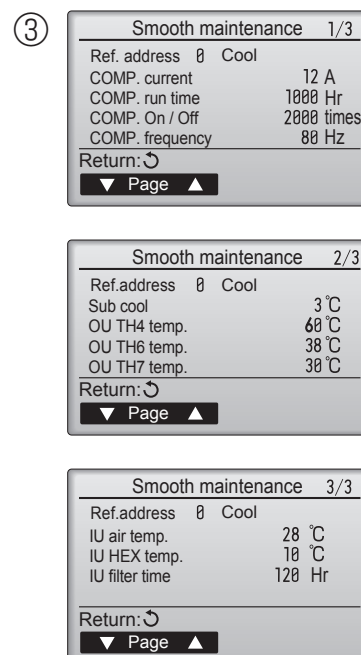 ③
Smooth maintenance 1/3
Ref. address 0 Cool
COMP. current 12 A
COMP. run time 1000 Hr
COMP. On / Off 2000 times
COMP. frequency 80 Hz
Return:↺
▼ Page ▲
Smooth maintenance 2/3
Ref.address 0 Cool
Sub cool 3℃
OU TH4 temp. 60℃
OU TH6 temp. 38℃
OU TH7 temp. 30℃
Return:↺
▼ Page ▲
Smooth maintenance 3/3
Ref.address 0 Cool
IU air temp. 28 ℃
IU HEX temp. 10 ℃
IU filter time 120 Hr
Return:↺
▼ Page ▲